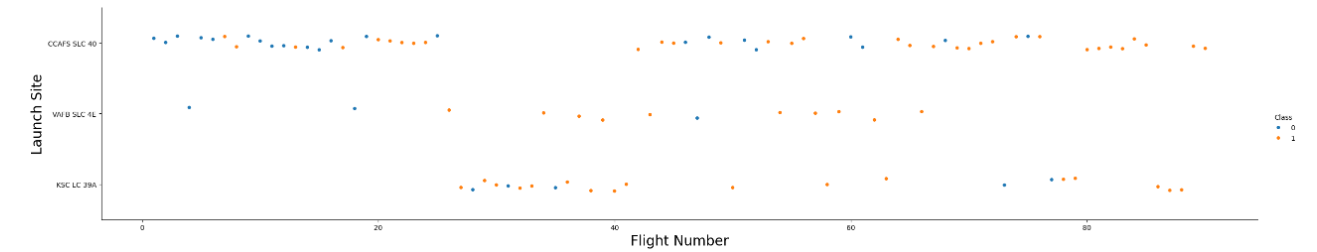 CCAFS SLC 40
VAFB SLC 4E
KSC LC 39A
Launch Site
0 20 40 60 80
Flight Number
Class
0
1